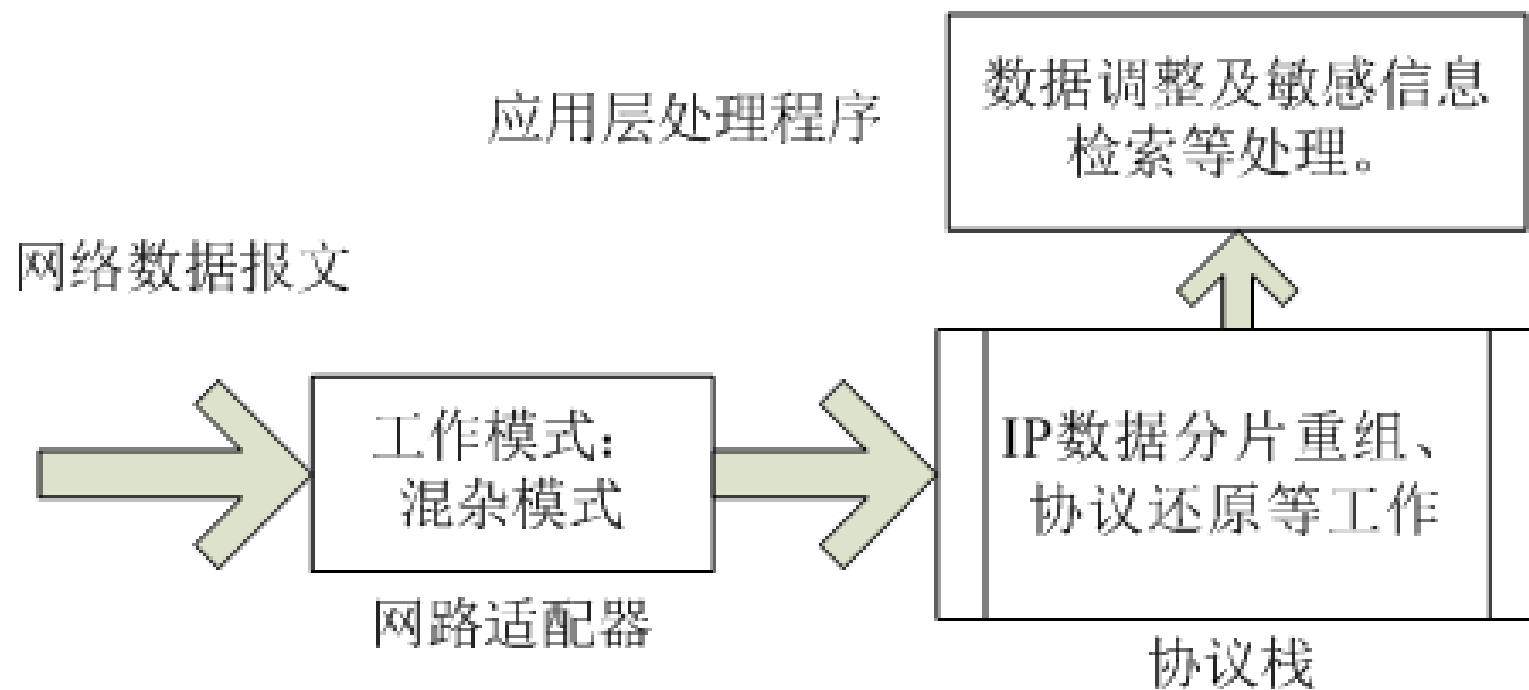 数据调整及敏感信息
检索等处理。
应用层处理程序
网络数据报文
工作模式：
混杂模式
IP数据分片重组、
协议还原等工作
网路适配器
协议栈